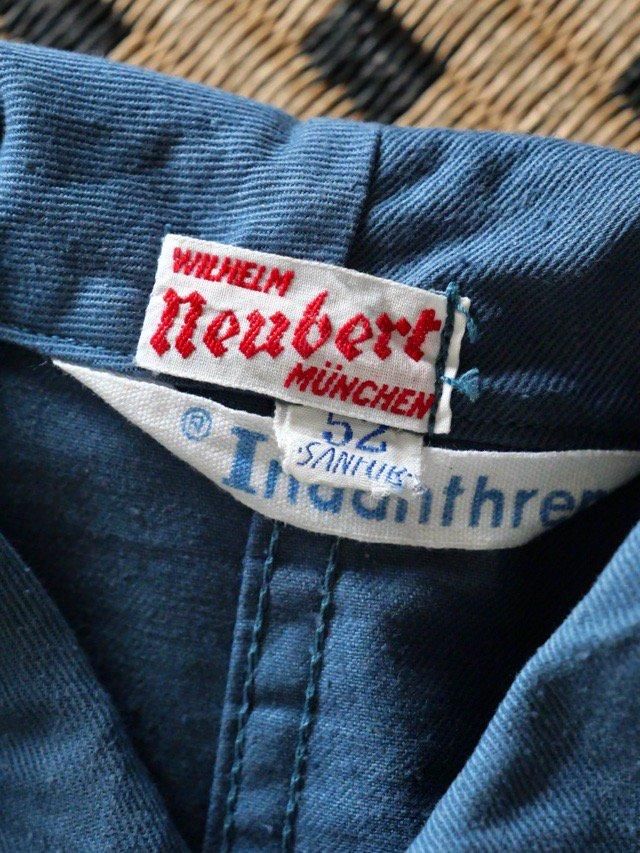 WILHELM
Neubert
MÜNCHEN
52
SANFOR
® Indanthren